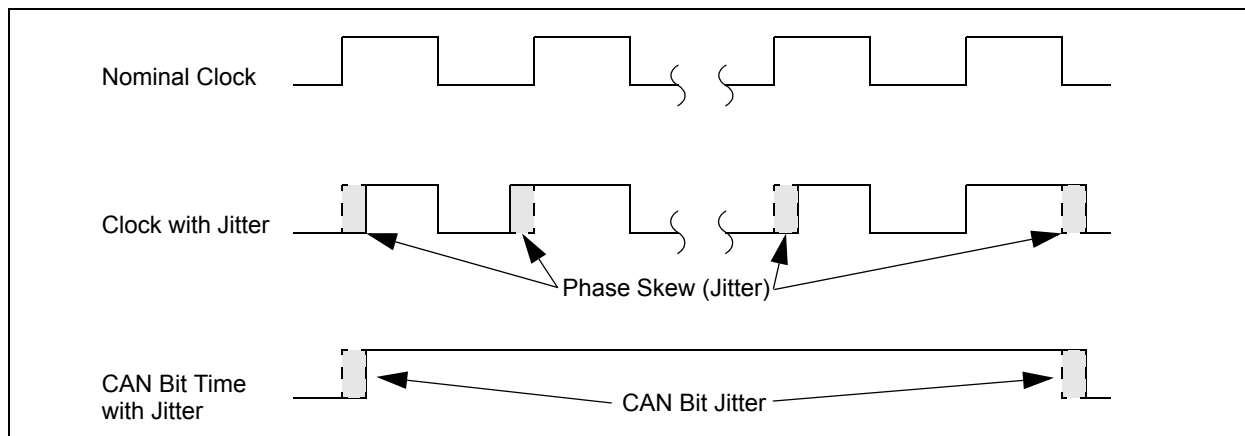 Nominal Clock
Clock with Jitter
Phase Skew (Jitter)
CAN Bit Time
with Jitter
CAN Bit Jitter